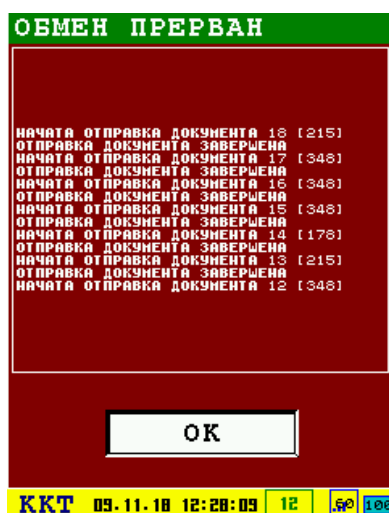 ОБМЕН ПРЕРВАН
НАЧАТА ОТПРАВКА ДОКУМЕНТА 18 [215]
ОТПРАВКА ДОКУМЕНТА ЗАВЕРШЕНА
НАЧАТА ОТПРАВКА ДОКУМЕНТА 17 [348]
ОТПРАВКА ДОКУМЕНТА ЗАВЕРШЕНА
НАЧАТА ОТПРАВКА ДОКУМЕНТА 16 [348]
ОТПРАВКА ДОКУМЕНТА ЗАВЕРШЕНА
НАЧАТА ОТПРАВКА ДОКУМЕНТА 15 [348]
ОТПРАВКА ДОКУМЕНТА ЗАВЕРШЕНА
НАЧАТА ОТПРАВКА ДОКУМЕНТА 14 [178]
ОТПРАВКА ДОКУМЕНТА ЗАВЕРШЕНА
НАЧАТА ОТПРАВКА ДОКУМЕНТА 13 [215]
ОТПРАВКА ДОКУМЕНТА ЗАВЕРШЕНА
НАЧАТА ОТПРАВКА ДОКУМЕНТА 12 [348]
OK
ККТ 09.11.18 12:28:09 12 100